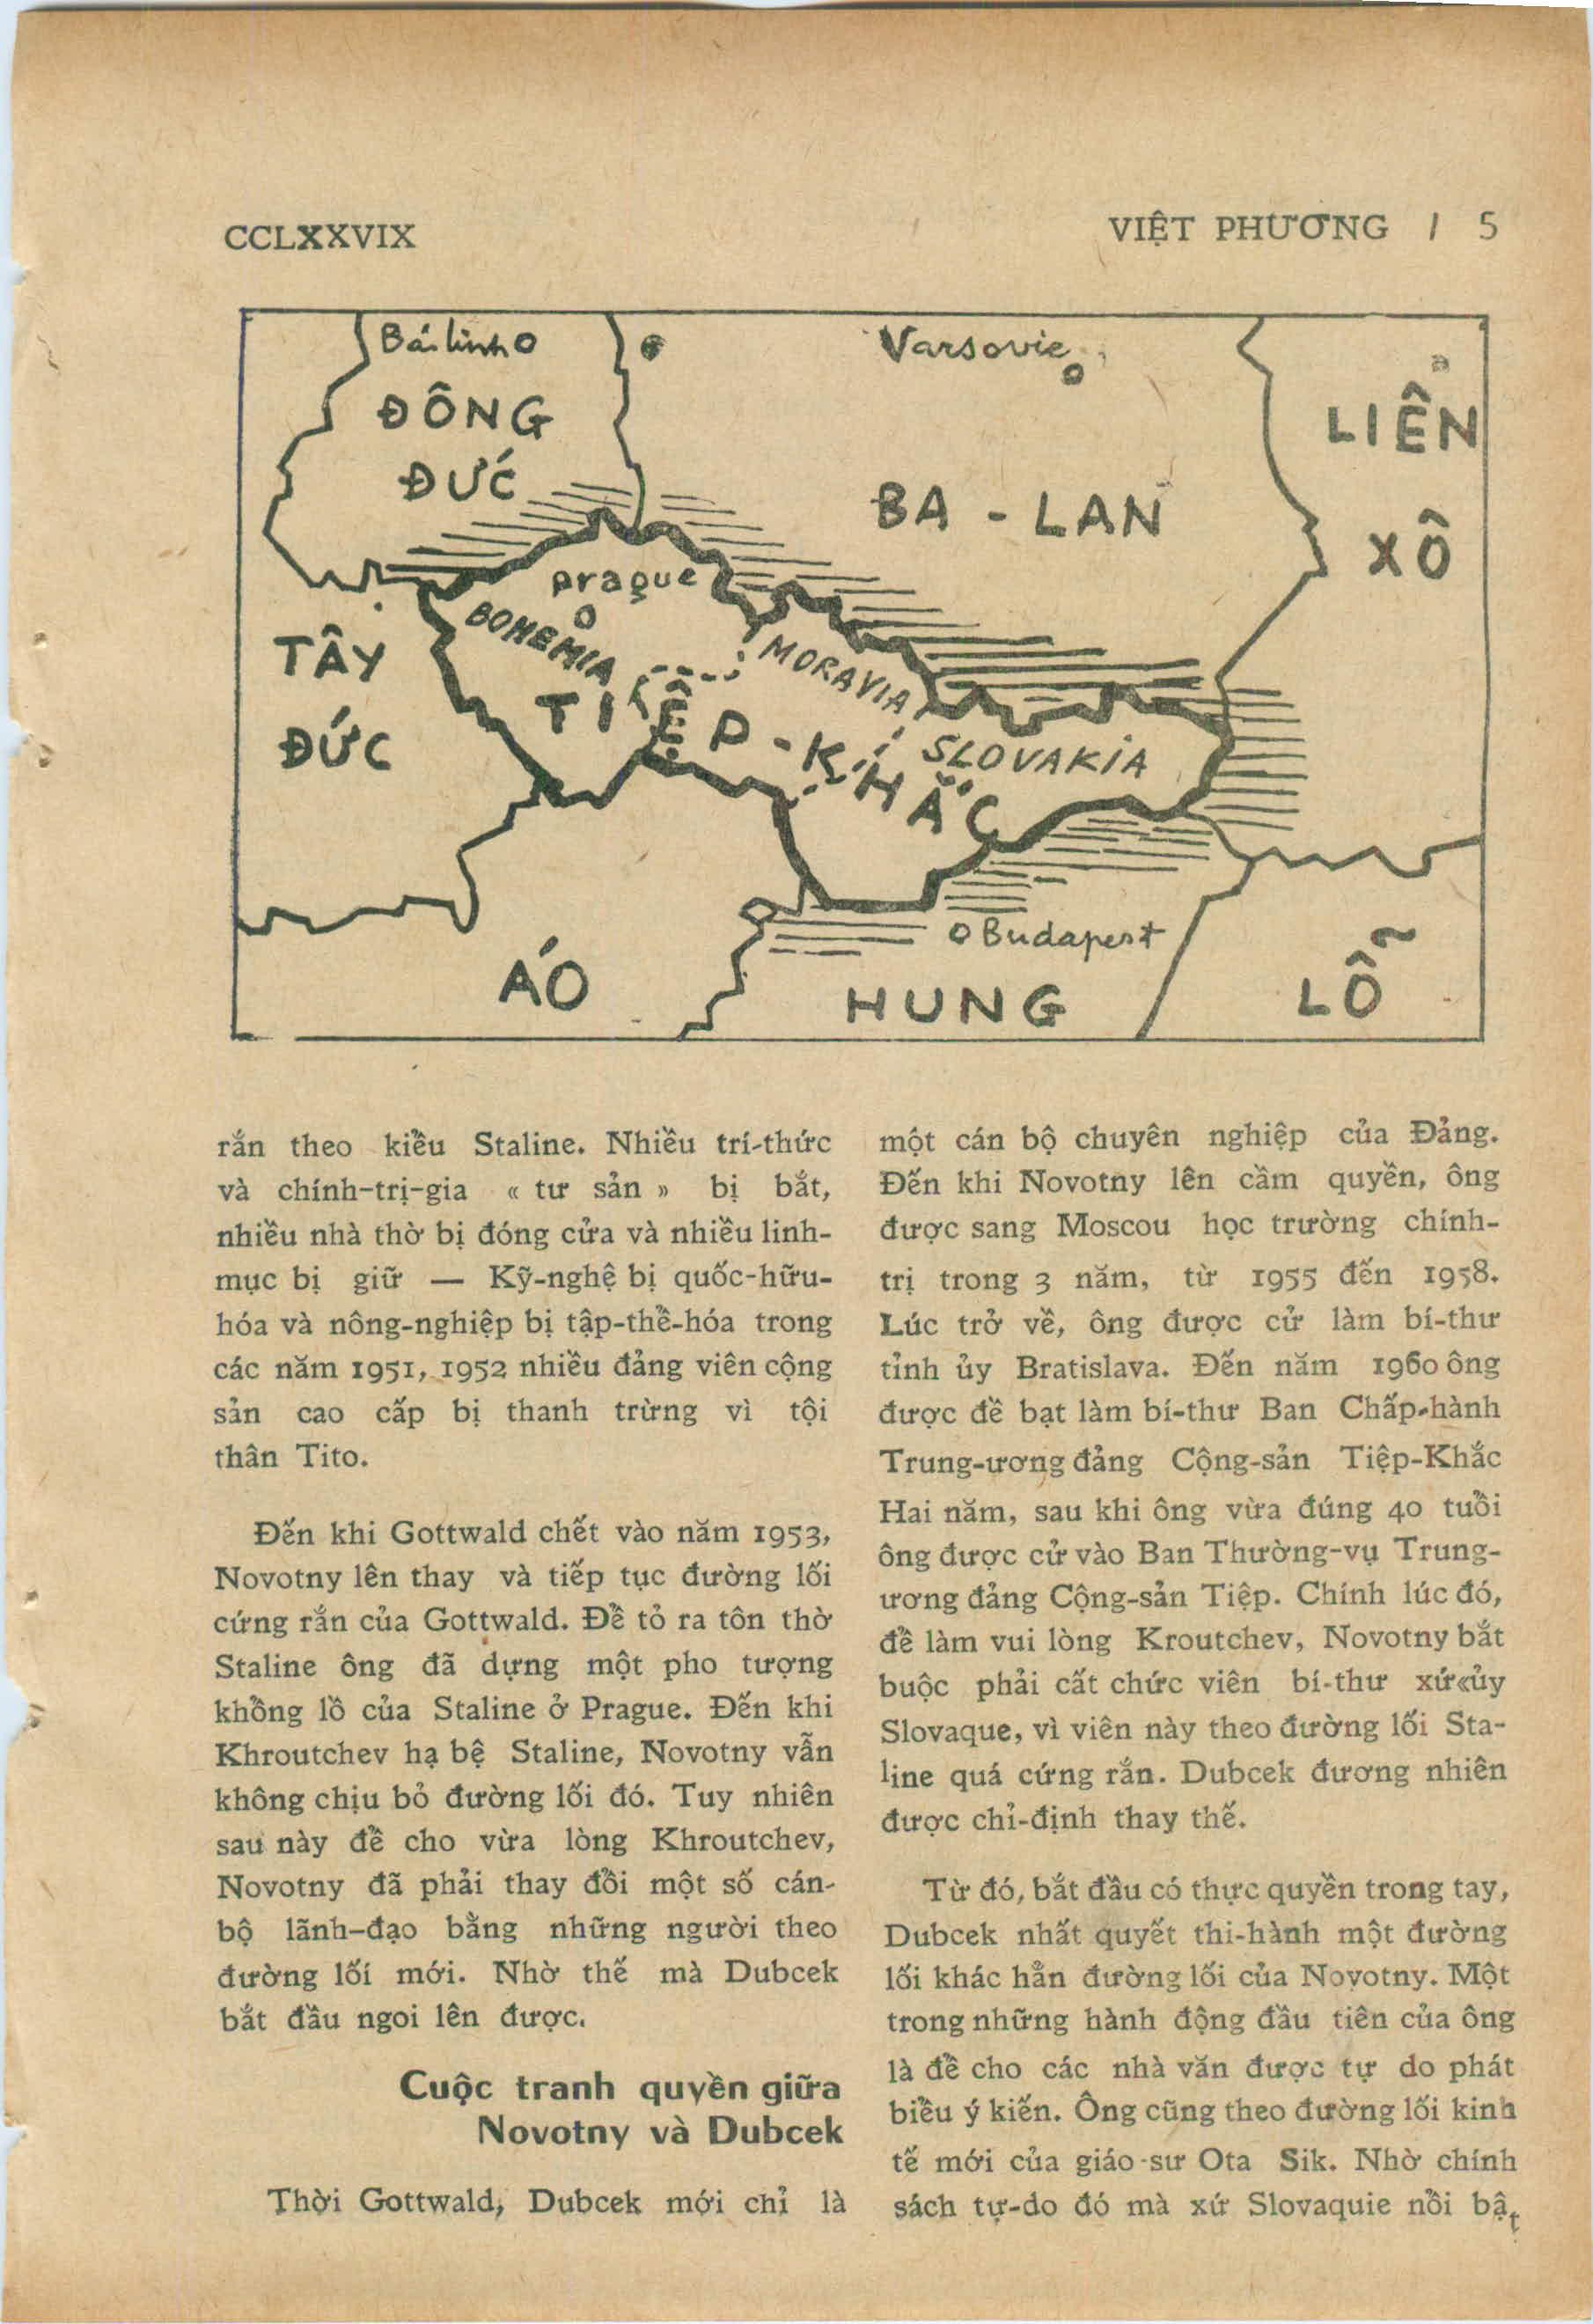 CCLXXVIX
VIỆT PHƯƠNG / 5
Bá-linh
Varsovie
ĐÔNG
ĐỨC
LIÊN
XÔ
BA - LAN
prague
BOHEMIA
TÂY
ĐỨC
MORAVIA
TIỆP-KHẮC
SLOVAKIA
Budapest
ÁO
HUNG
LỖ
rắn theo kiểu Staline. Nhiều trí-thức
và chính-trị-gia « tư sản » bị bắt,
nhiều nhà thờ bị đóng cửa và nhiều linh-
mục bị giữ — Kỹ-nghệ bị quốc-hữu-
hóa và nông-nghiệp bị tập-thể-hóa trong
các năm 1951, 1952 nhiều đảng viên cộng
sản cao cấp bị thanh trừng vì tội
thân Tito.
Đến khi Gottwald chết vào năm 1953,
Novotny lên thay và tiếp tục đường lối
cứng rắn của Gottwald. Để tỏ ra tôn thờ
Staline ông đã dựng một pho tượng
khổng lồ của Staline ở Prague. Đến khi
Khroutchev hạ bệ Staline, Novotny vẫn
không chịu bỏ đường lối đó. Tuy nhiên
sau này để cho vừa lòng Khroutchev,
Novotny đã phải thay đổi một số cán-
bộ lãnh-đạo bằng những người theo
đường lối mới. Nhờ thế mà Dubcek
bắt đầu ngoi lên được.
Cuộc tranh quyền giữa
Novotny và Dubcek
Thời Gottwald, Dubcek mới chỉ là
một cán bộ chuyên nghiệp của Đảng.
Đến khi Novotny lên cầm quyền, ông
được sang Moscou học trường chính-
trị trong 3 năm, từ 1955 đến 1958.
Lúc trở về, ông được cử làm bí-thư
tỉnh ủy Bratislava. Đến năm 1960 ông
được đề bạt làm bí-thư Ban Chấp-hành
Trung-ương đảng Cộng-sản Tiệp-Khắc
Hai năm, sau khi ông vừa đúng 40 tuổi
ông được cử vào Ban Thường-vụ Trung-
ương đảng Cộng-sản Tiệp. Chính lúc đó,
để làm vui lòng Kroutchev, Novotny bắt
buộc phải cất chức viên bí-thư xứ«ủy
Slovaque, vì viên này theo đường lối Sta-
line quá cứng rắn. Dubcek đương nhiên
được chỉ-định thay thế.
Từ đó, bắt đầu có thực quyền trong tay,
Dubcek nhất quyết thi-hành một đường
lối khác hẳn đường lối của Novotny. Một
trong những hành động đầu tiên của ông
là để cho các nhà văn được tự do phát
biểu ý kiến. Ông cũng theo đường lối kinh
tế mới của giáo-sư Ota Sik. Nhờ chính
sách tự-do đó mà xứ Slovaquie nổi bật